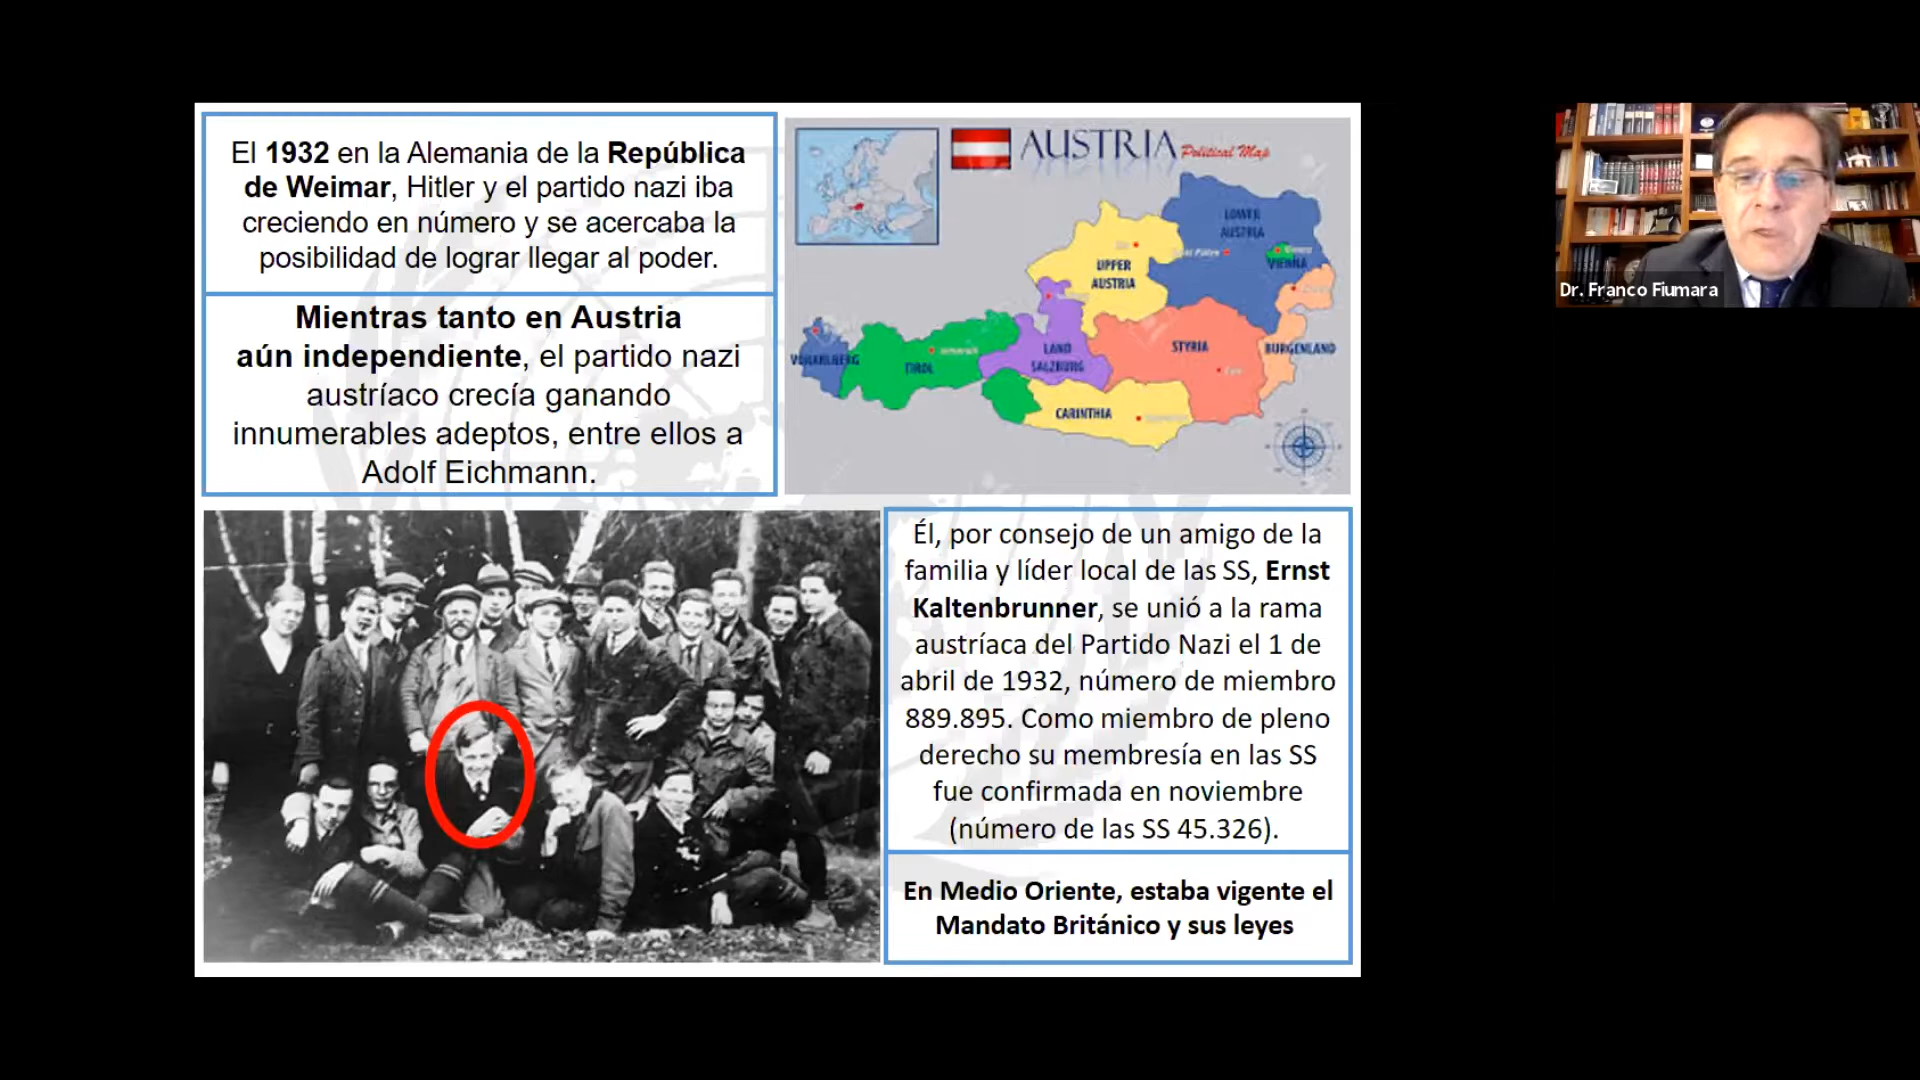 El 1932 en la Alemania de la República
de Weimar, Hitler y el partido nazi iba
creciendo en número y se acercaba la
posibilidad de lograr llegar al poder.
Mientras tanto en Austria
aún independiente, el partido nazi
austríaco crecía ganando
innumerables adeptos, entre ellos a
Adolf Eichmann.
AUSTRIA Political Map
LOWER
AUSTRIA
VIENNA
UPPER
AUSTRIA
VORARLBERG
TIROL
LAND
SALZBURG
STYRIA
BURGENLAND
CARINTHIA
Él, por consejo de un amigo de la
familia y líder local de las SS, Ernst
Kaltenbrunner, se unió a la rama
austríaca del Partido Nazi el 1 de
abril de 1932, número de miembro
889.895. Como miembro de pleno
derecho su membresía en las SS
fue confirmada en noviembre
(número de las SS 45.326).
En Medio Oriente, estaba vigente el
Mandato Británico y sus leyes
Dr. Franco Fiumara